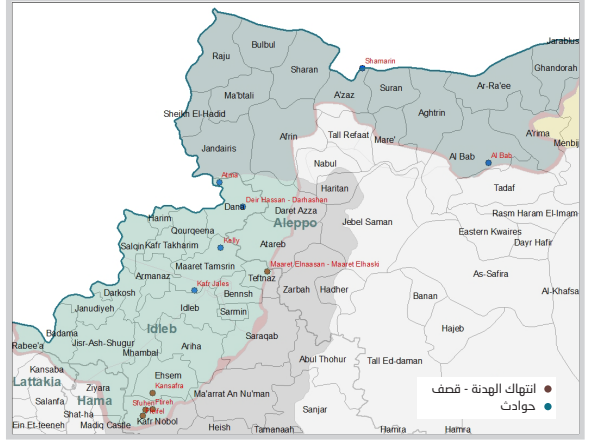 Jarablus
Bulbul
Raju
Shamarin
Sharan
Ghandorah
Suran
Ar-Ra'ee
A'zaz
Ma'btali
Aghtrin
Sheikh El-Hadid
Afrin
Tall Refaat
Mare'
A'rima
Menbij
Jandairis
Al Bab
Al Bab
Nabul
Haritan
Tadaf
Deir Hassan - Darhashan
Dana
Daret Azza
Rasm Haram El-Imam
Harim
Aleppo
Jebel Saman
Qourqeena
Eastern Kwaires
Salqin
Kafr Takharim
Kelly
Atareb
Dayr Hafir
Maaret Tamsrin
Maaret Elnaasan - Maaret Elhaski
Armanaz
Teftnaz
As-Safira
Kafr Jales
Darkosh
Bennsh
Zarbah
Hadher
Banan
Al-Khafsa
Janudiyeh
Idleb
Sarmin
Idleb
Hajeb
Badama
Saraqab
Rabee'a
Jisr-Ash-Shugur
Mhambal
Ariha
Abul Thohur
Tall Ed-daman
Kansaba
Ehsem
Lattakia
Ziyara
Kansafra
Ma'arrat An Nu'man
انتهاك الهدنة - قصف
Salanfa
Hama
Sfuhen
Ftireh
حوادث
Shat-ha
Sanjar
Ein Et-teeneh
Madiq Castle
Kafr Nobol
Heish
Tamanaah
Hamra
Hamra